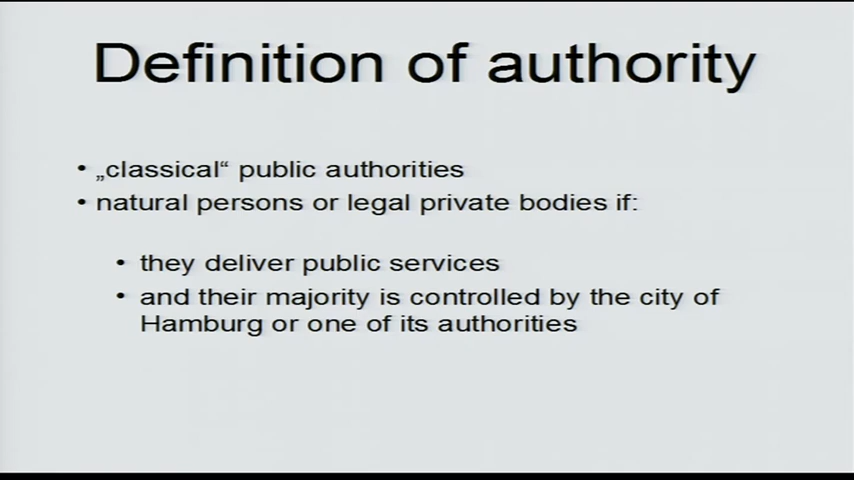 Definition of authority
• „classical“ public authorities
• natural persons or legal private bodies if:
• they deliver public services
• and their majority is controlled by the city of
Hamburg or one of its authorities